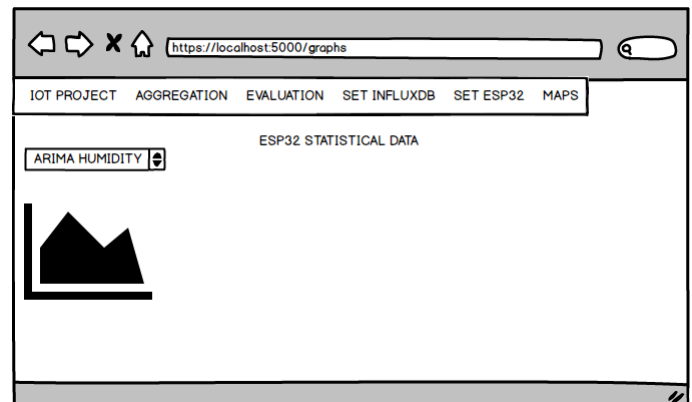 https://localhost:5000/graphs
IOT PROJECT AGGREGATION EVALUATION SET INFLUXDB SET ESP32 MAPS
ESP32 STATISTICAL DATA
ARIMA HUMIDITY